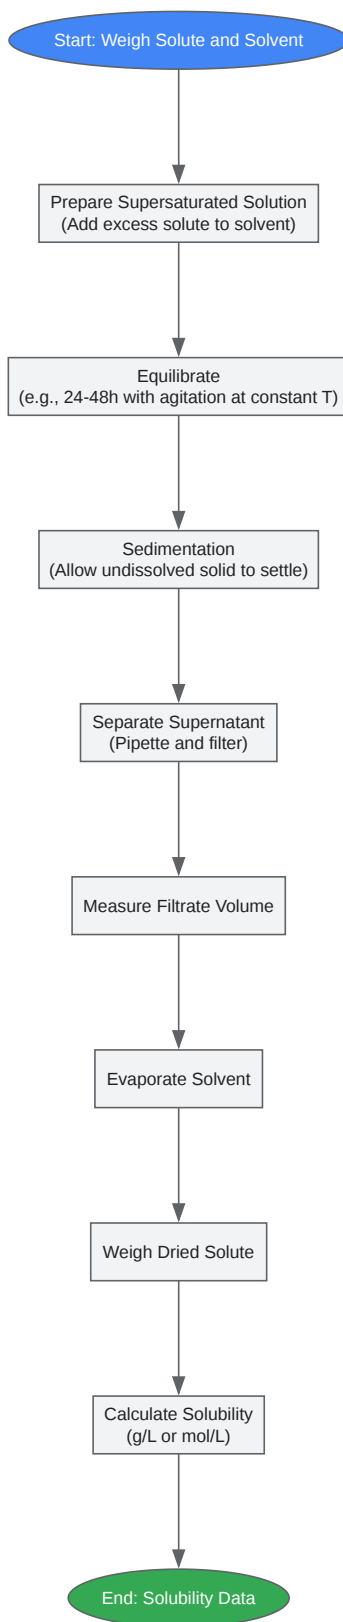 Start: Weigh Solute and Solvent
Prepare Supersaturated Solution
(Add excess solute to solvent)
Equilibrate
(e.g., 24-48h with agitation at constant T)
Sedimentation
(Allow undissolved solid to settle)
Separate Supernatant
(Pipette and filter)
Measure Filtrate Volume
Evaporate Solvent
Weigh Dried Solute
Calculate Solubility
(g/L or mol/L)
End: Solubility Data